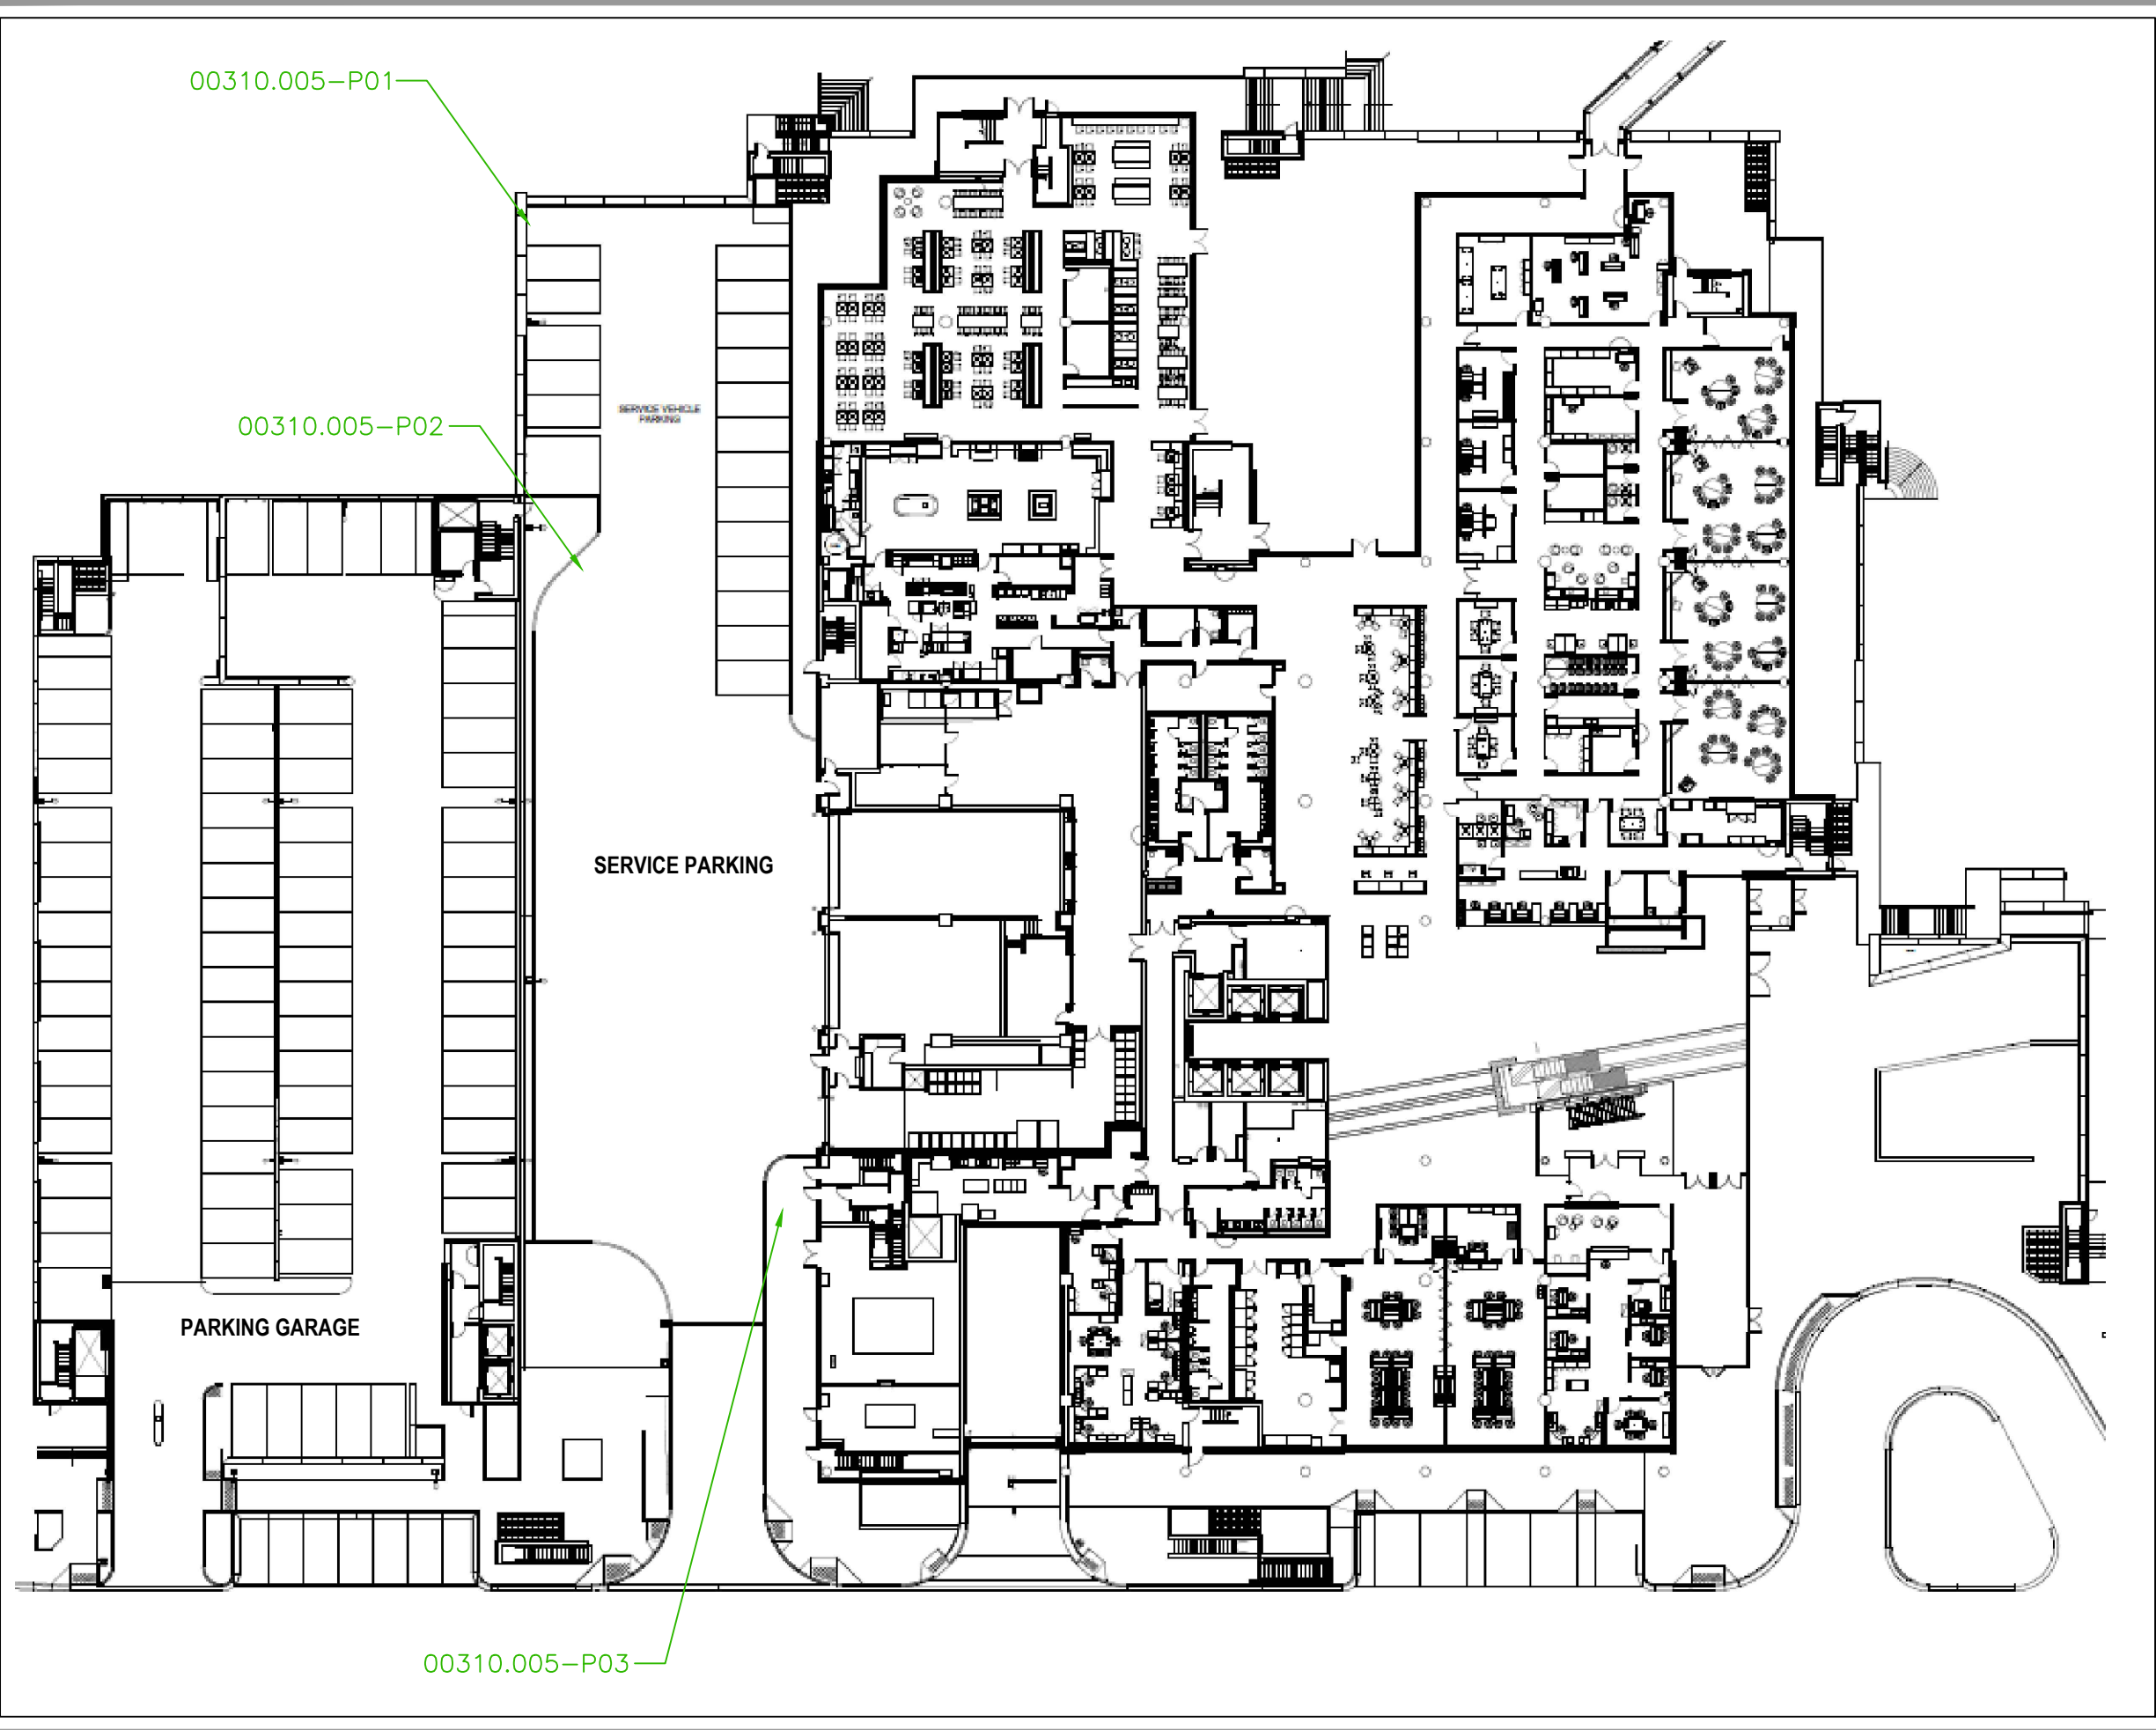 00310.005-P01
SERVICE VEHICLE
PARKING
00310.005-P02
SERVICE PARKING
PARKING GARAGE
00310.005-P03